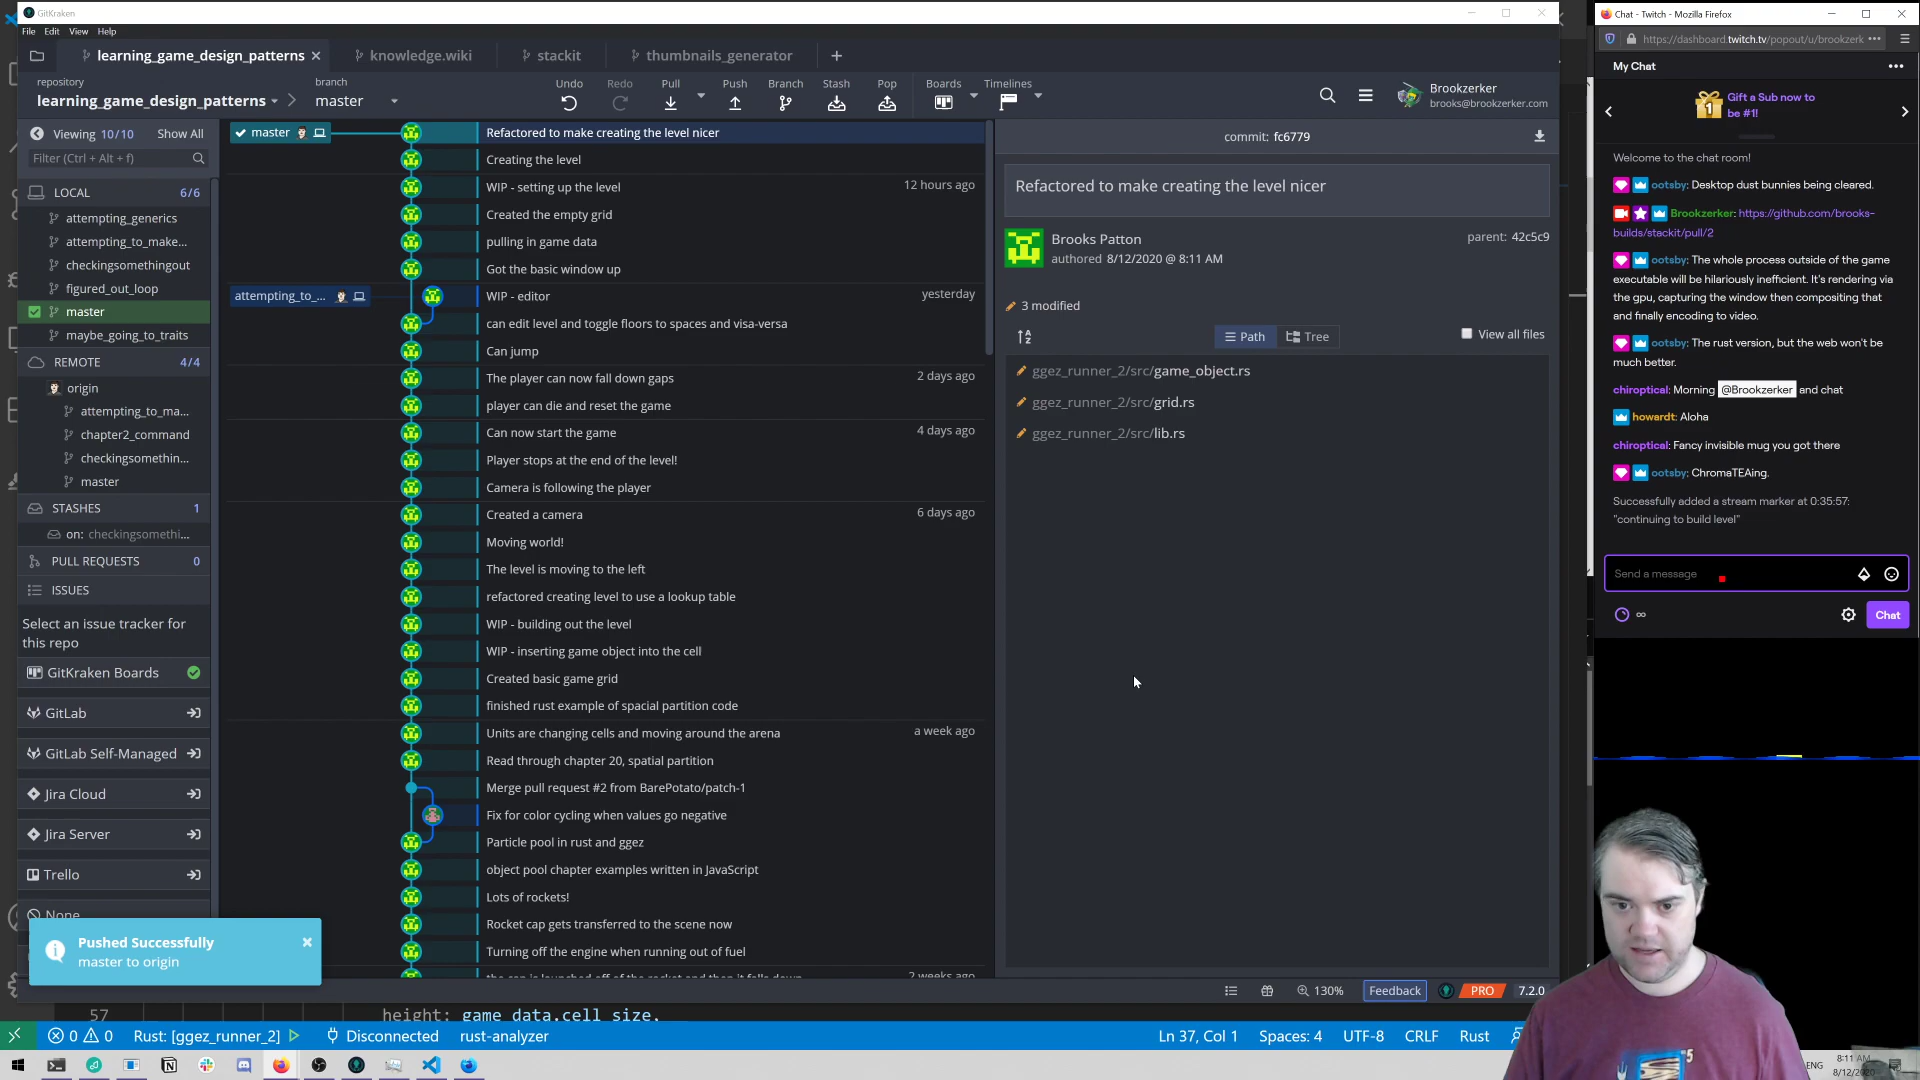 GitKraken
File Edit View Help
learning_game_design_patterns
knowledge.wiki
stackit
thumbnails_generator
repository
learning_game_design_patterns
branch
master
Undo
Redo
Pull
Push
Branch
Stash
Pop
Boards
Timelines
Brookzerker
brooks@brookzerker.com
Viewing 10/10 Show All
Filter (Ctrl + Alt + f)
LOCAL 6/6
attempting_generics
attempting_to_make...
checkingsomethingout
figured_out_loop
master
maybe_going_to_traits
REMOTE 4/4
origin
attempting_to_ma...
chapter2_command
checkingsomethin...
master
STASHES 1
on: checkingsomethi...
PULL REQUESTS 0
ISSUES
Select an issue tracker for
this repo
GitKraken Boards
GitLab
GitLab Self-Managed
Jira Cloud
Jira Server
Trello
None
Pushed Successfully
master to origin
master
Refactored to make creating the level nicer
Creating the level
WIP - setting up the level 12 hours ago
Created the empty grid
pulling in game data
Got the basic window up
attempting_to_... WIP - editor yesterday
can edit level and toggle floors to spaces and visa-versa
Can jump
The player can now fall down gaps 2 days ago
player can die and reset the game
Can now start the game 4 days ago
Player stops at the end of the level!
Camera is following the player
Created a camera 6 days ago
Moving world!
The level is moving to the left
refactored creating level to use a lookup table
WIP - building out the level
WIP - inserting game object into the cell
Created basic game grid
finished rust example of spacial partition code
Units are changing cells and moving around the arena a week ago
Read through chapter 20, spatial partition
Merge pull request #2 from BarePotato/patch-1
Fix for color cycling when values go negative
Particle pool in rust and ggez
object pool chapter examples written in JavaScript
Lots of rockets!
Rocket cap gets transferred to the scene now
Turning off the engine when running out of fuel
the cap is launched off of the rocket and then it falls down 2 weeks ago
commit: fc6779
Refactored to make creating the level nicer
Brooks Patton
authored 8/12/2020 @ 8:11 AM
parent: 42c5c9
3 modified
Path
Tree
View all files
ggez_runner_2/src/game_object.rs
ggez_runner_2/src/grid.rs
ggez_runner_2/src/lib.rs
130%
Feedback
PRO
7.2.0
57 height: game_data.cell_size,
0 0 Rust: [ggez_runner_2] Disconnected rust-analyzer Ln 37, Col 1 Spaces: 4 UTF-8 CRLF Rust
ENG
8:11 AM
Chat - Twitch - Mozilla Firefox
https://dashboard.twitch.tv/popout/u/brookzerk
My Chat
Gift a Sub now to
be #1!
Welcome to the chat room!
ootsby: Desktop dust bunnies being cleared.
Brookzerker: https://github.com/brooks-
builds/stackit/pull/2
ootsby: The whole process outside of the game
executable will be hilariously inefficient. It's rendering via
the gpu, capturing the window then compositing that
and finally encoding to video.
ootsby: The rust version, but the web won't be
much better.
chiroptical: Morning @Brookzerker and chat
howardt: Aloha
chiroptical: Fancy invisible mug you got there
ootsby: ChromaTEAing.
Successfully added a stream marker at 0:35:57:
"continuing to build level"
Send a message
∞
Chat